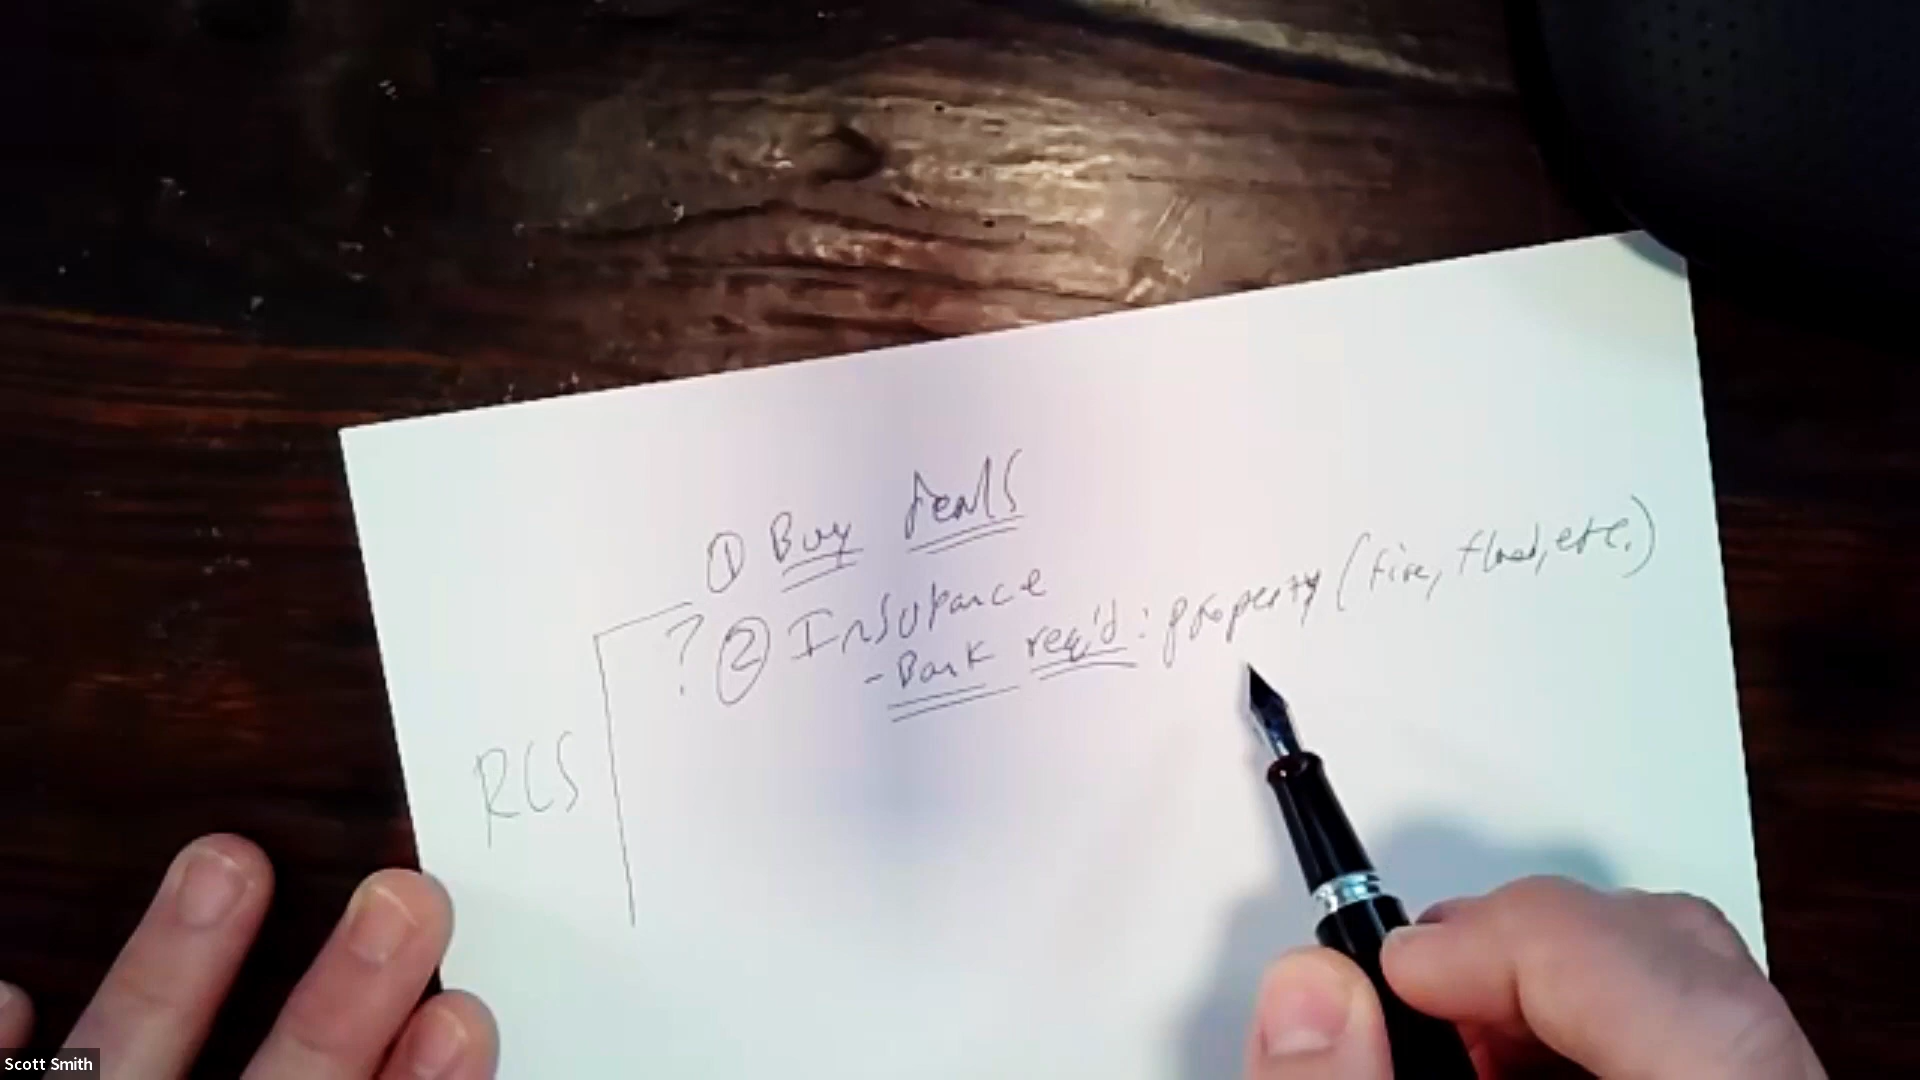 ① Buy deals
? ② Insurance
- Bank req'd: property (fire, flood, etc.)
RCS
Scott Smith